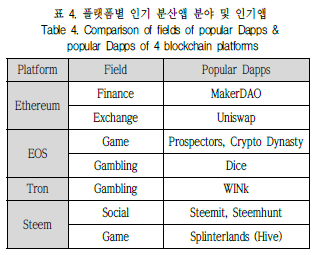 표 4. 플랫폼별 인기 분산앱 분야 및 인기앱
Table 4. Comparison of fields of popular Dapps &
popular Dapps of 4 blockchain platforms
Platform Field Popular Dapps
Ethereum Finance MakerDAO
Exchange Uniswap
EOS Game Prospectors, Crypto Dynasty
Gambling Dice
Tron Gambling WINk
Steem Social Steemit, Steemhunt
Game Splinterlands (Hive)